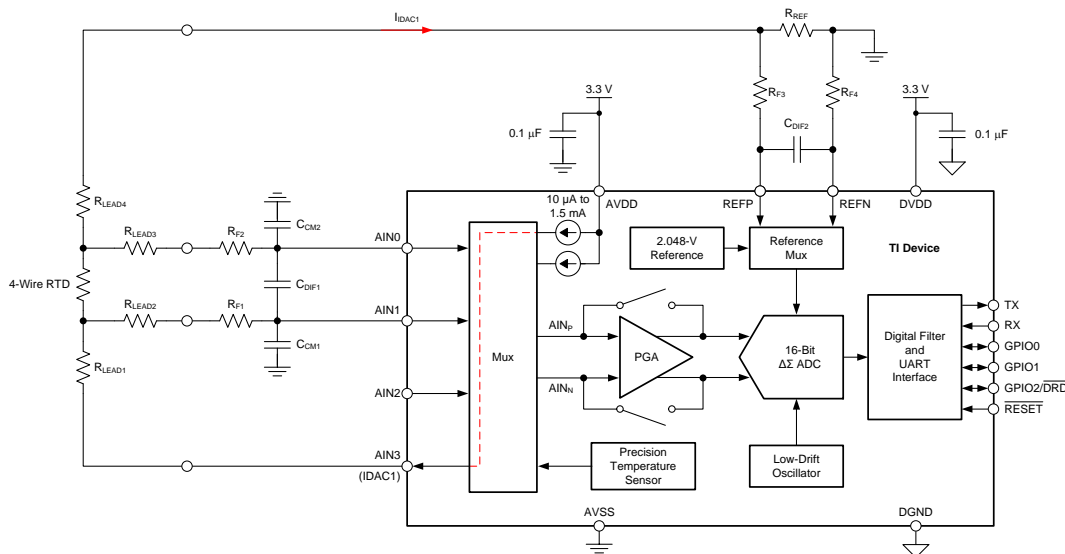 IIDAC1
RREF
3.3 V
3.3 V
RF3
RF4
0.1 µF
CDIF2
0.1 µF
RLEAD4
CCM2
10 µA to
1.5 mA
AVDD
REFP
REFN
DVDD
RLEAD3
RF2
AIN0
2.048-V
Reference
Reference
Mux
TI Device
4-Wire RTD
CDIF1
RLEAD2
RF1
AIN1
TX
RX
AINP
GPIO0
Mux
PGA
16-Bit
ΔΣ ADC
Digital Filter
and
UART
Interface
GPIO1
CCM1
RLEAD1
AIN2
AINN
GPIO2/DRD
RESET
AIN3
(IDAC1)
Precision
Temperature
Sensor
Low-Drift
Oscillator
AVSS
DGND